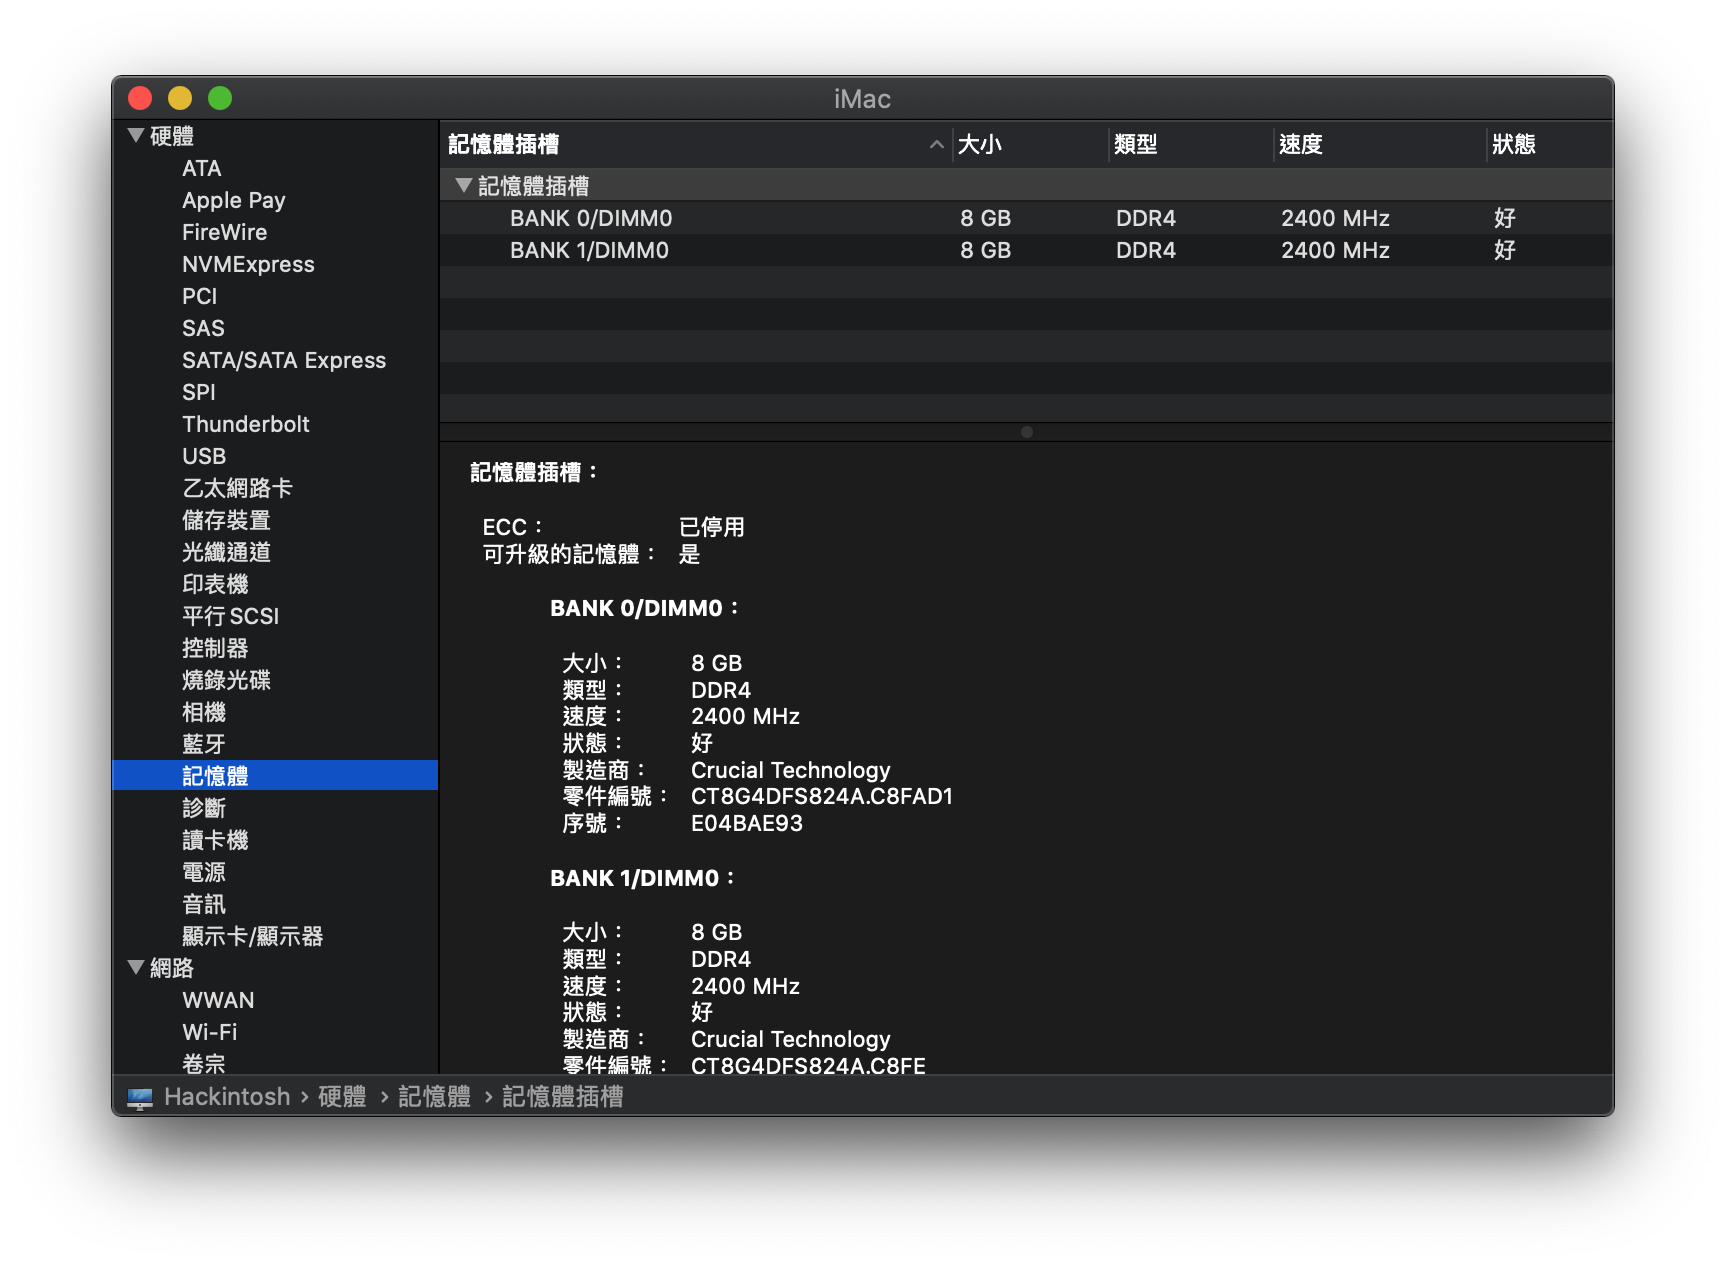 iMac
硬體
ATA
Apple Pay
FireWire
NVMExpress
PCI
SAS
SATA/SATA Express
SPI
Thunderbolt
USB
乙太網路卡
儲存裝置
光纖通道
印表機
平行 SCSI
控制器
燒錄光碟
相機
藍牙
記憶體
診斷
讀卡機
電源
音訊
顯示卡/顯示器
網路
WWAN
Wi-Fi
卷宗
記憶體插槽 大小 類型 速度 狀態
記憶體插槽
BANK 0/DIMM0 8 GB DDR4 2400 MHz 好
BANK 1/DIMM0 8 GB DDR4 2400 MHz 好
記憶體插槽：
ECC： 已停用
可升級的記憶體： 是
BANK 0/DIMM0：
大小： 8 GB
類型： DDR4
速度： 2400 MHz
狀態： 好
製造商： Crucial Technology
零件編號： CT8G4DFS824A.C8FAD1
序號： E04BAE93
BANK 1/DIMM0：
大小： 8 GB
類型： DDR4
速度： 2400 MHz
狀態： 好
製造商： Crucial Technology
零件編號： CT8G4DFS824A.C8FE
Hackintosh › 硬體 › 記憶體 › 記憶體插槽